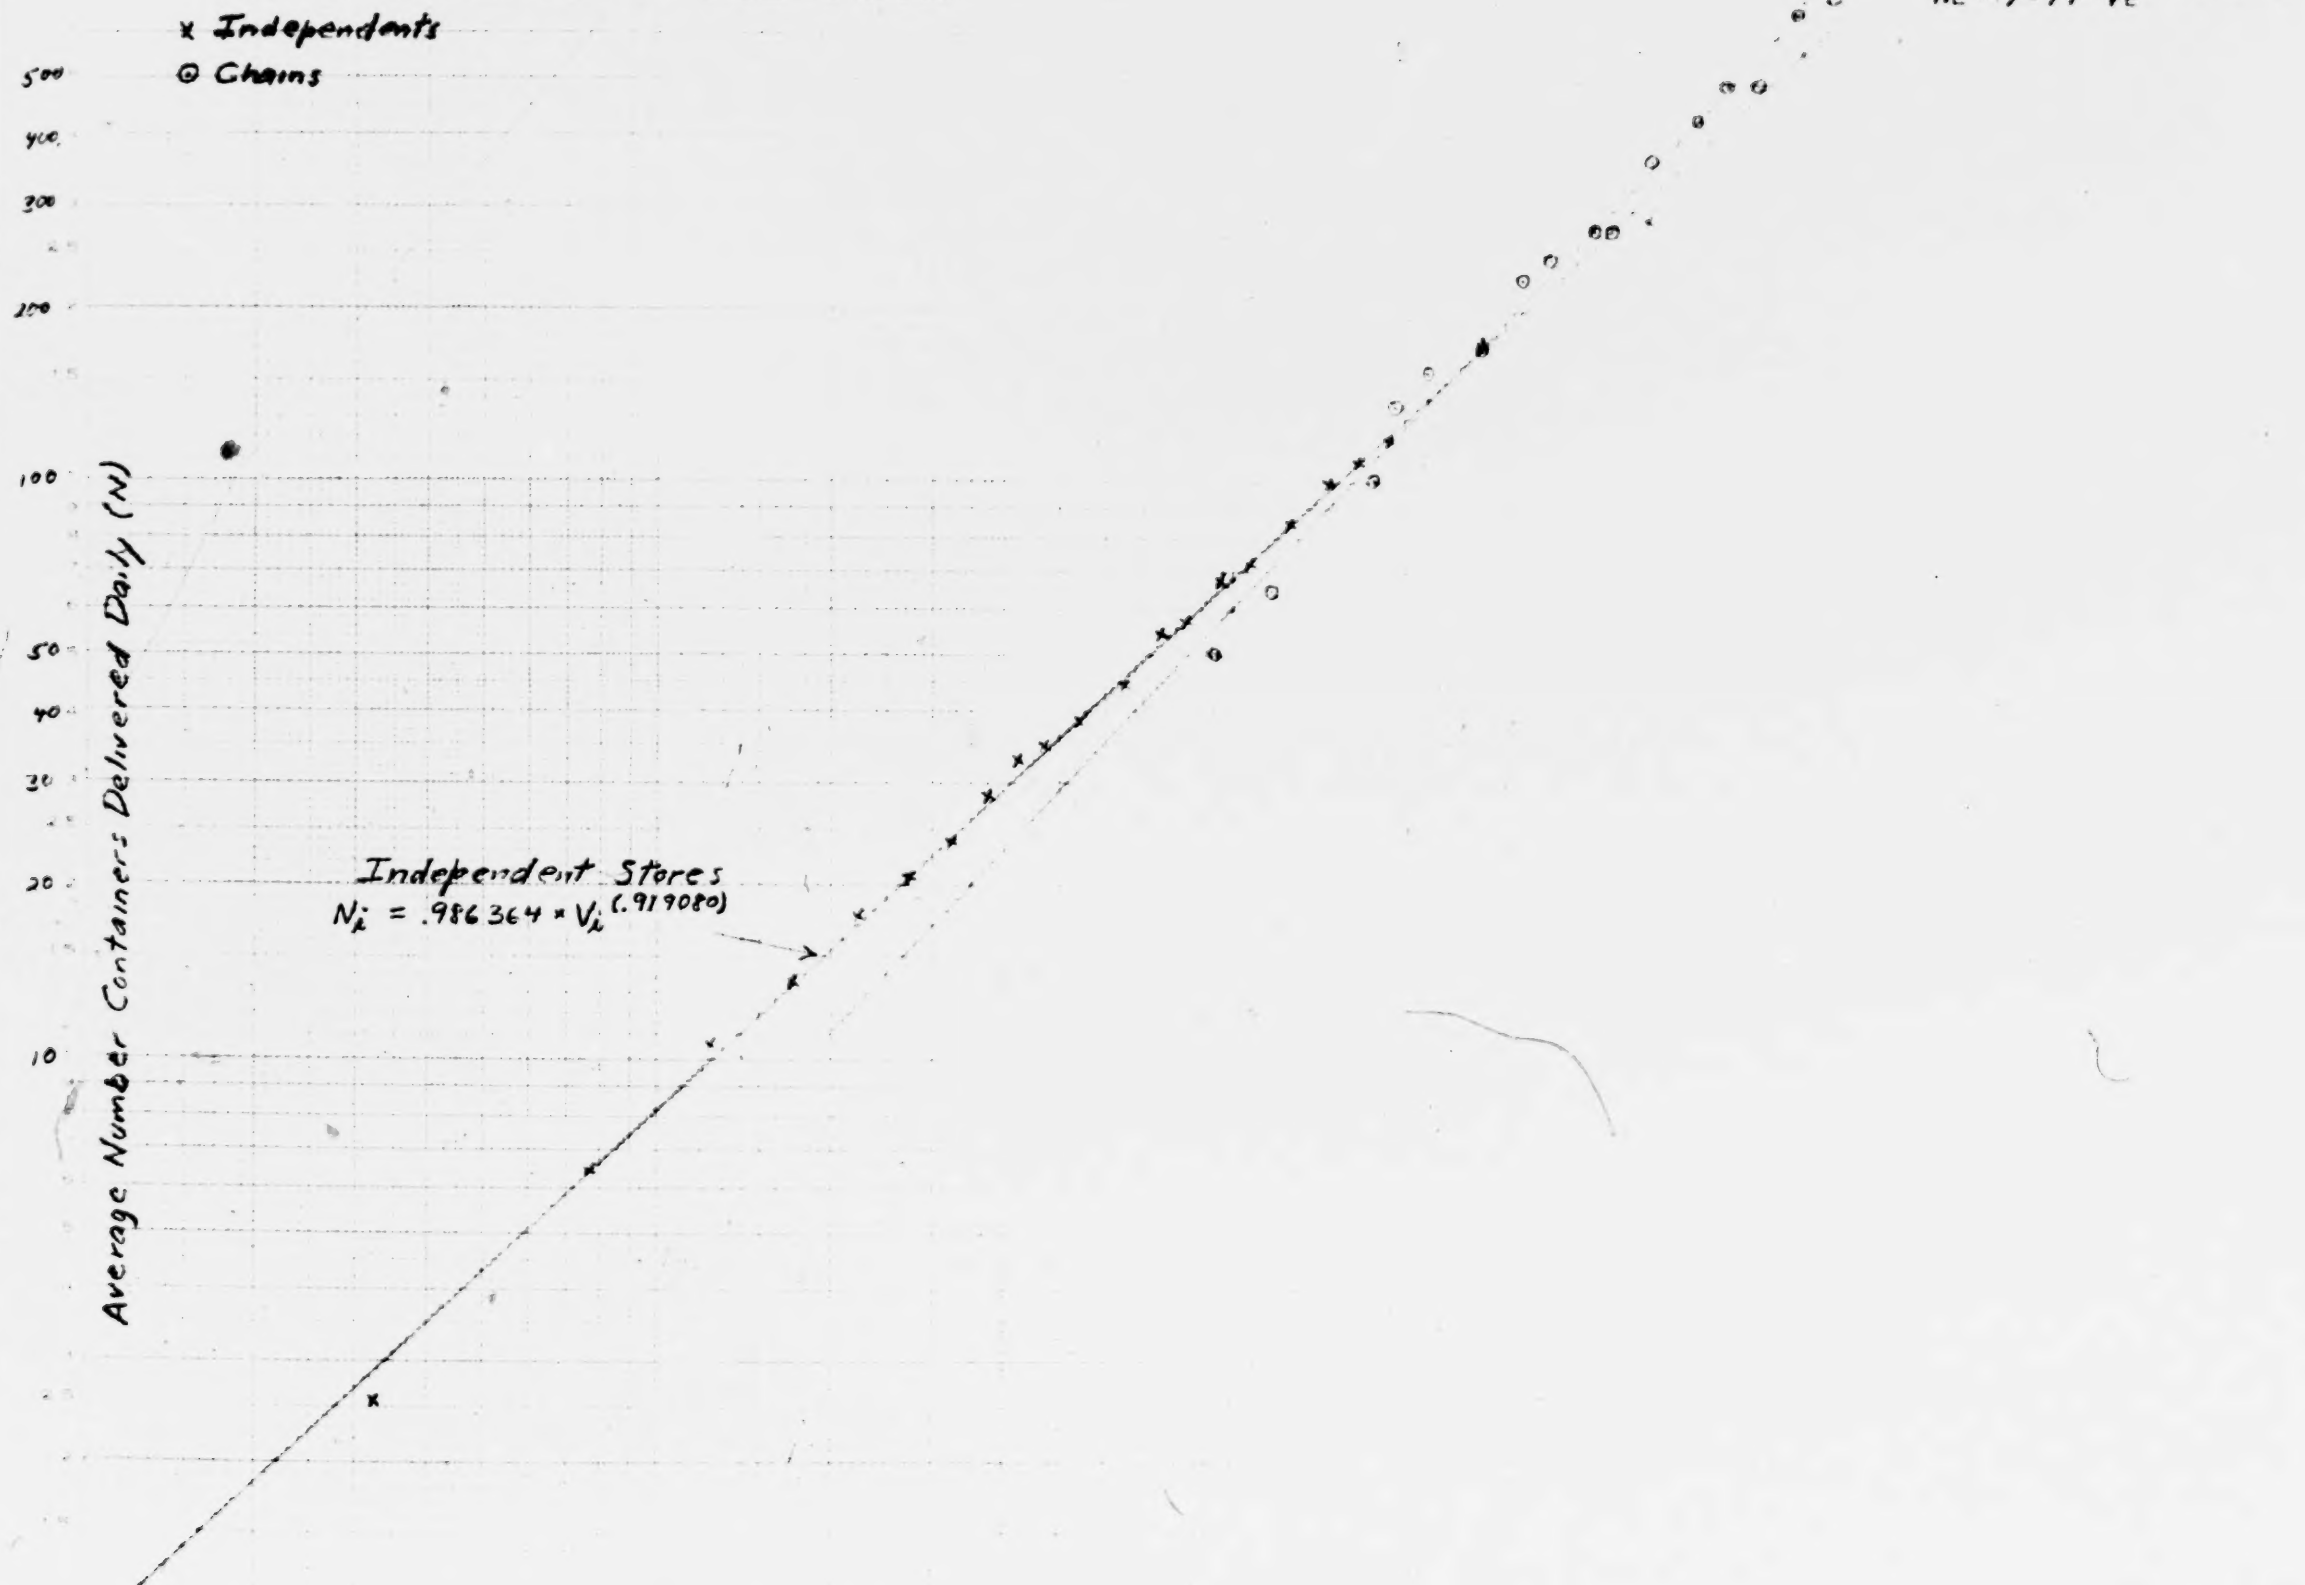 x Independents
⊙ Chains
500
400
300
200
15
100
50
40
30
20
10
Average Number Containers Delivered Daily (N)
Independent Stores
Nᵢ = .986364 × Vᵢ^(.919080)